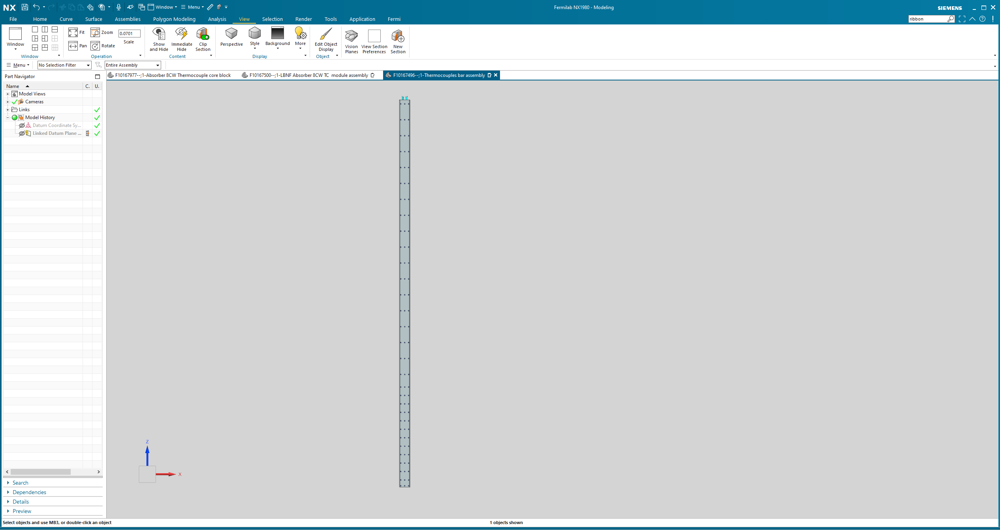 NX Window Menu Fermilab NX1980 - Modeling SIEMENS
File Home Curve Surface Assemblies Polygon Modeling Analysis View Selection Render Tools Application Fermi ribbon
Window
Window
Fit
Pan
Zoom
Rotate
0.0701
Scale
Operation
Show and Hide
Immediate Hide
Clip Section
Content
Perspective
Style
Background
More
Display
Edit Object Display
Object
Vision Planes
View Section Preferences
New Section
Menu No Selection Filter Entire Assembly
Part Navigator
F10167977--;1-Absorber 8CW Thermocouple core block
F10167500--;1-LBNF Absorber 8CW TC module assembly
F10167496--;1-Thermocouples bar assembly
Name C. U.
Model Views
Cameras
Links
Model History
Datum Coordinate Sy...
Linked Datum Plane ...
Z
X
Search
Dependencies
Details
Preview
Select objects and use MB3, or double-click an object
1 objects shown